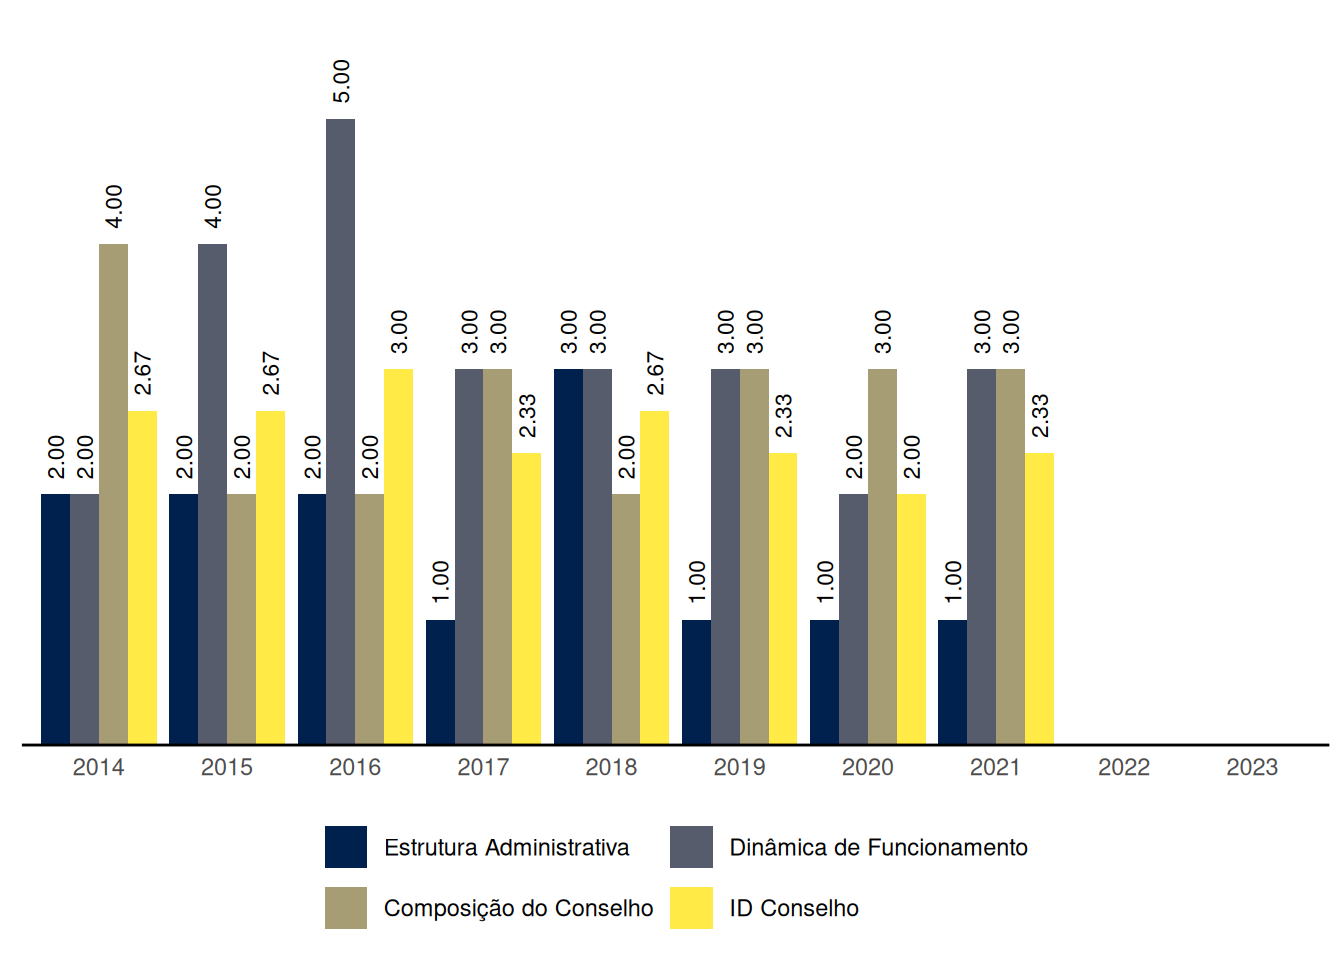 5.00
4.00 4.00
3.00 3.00 3.00 3.00 3.00 3.00 3.00 3.00 3.00 3.00
2.67 2.67 2.67
2.33 2.33 2.33
2.00 2.00 2.00 2.00 2.00 2.00 2.00 2.00 2.00
1.00 1.00 1.00 1.00
2014 2015 2016 2017 2018 2019 2020 2021 2022 2023
Estrutura Administrativa Dinâmica de Funcionamento
Composição do Conselho ID Conselho